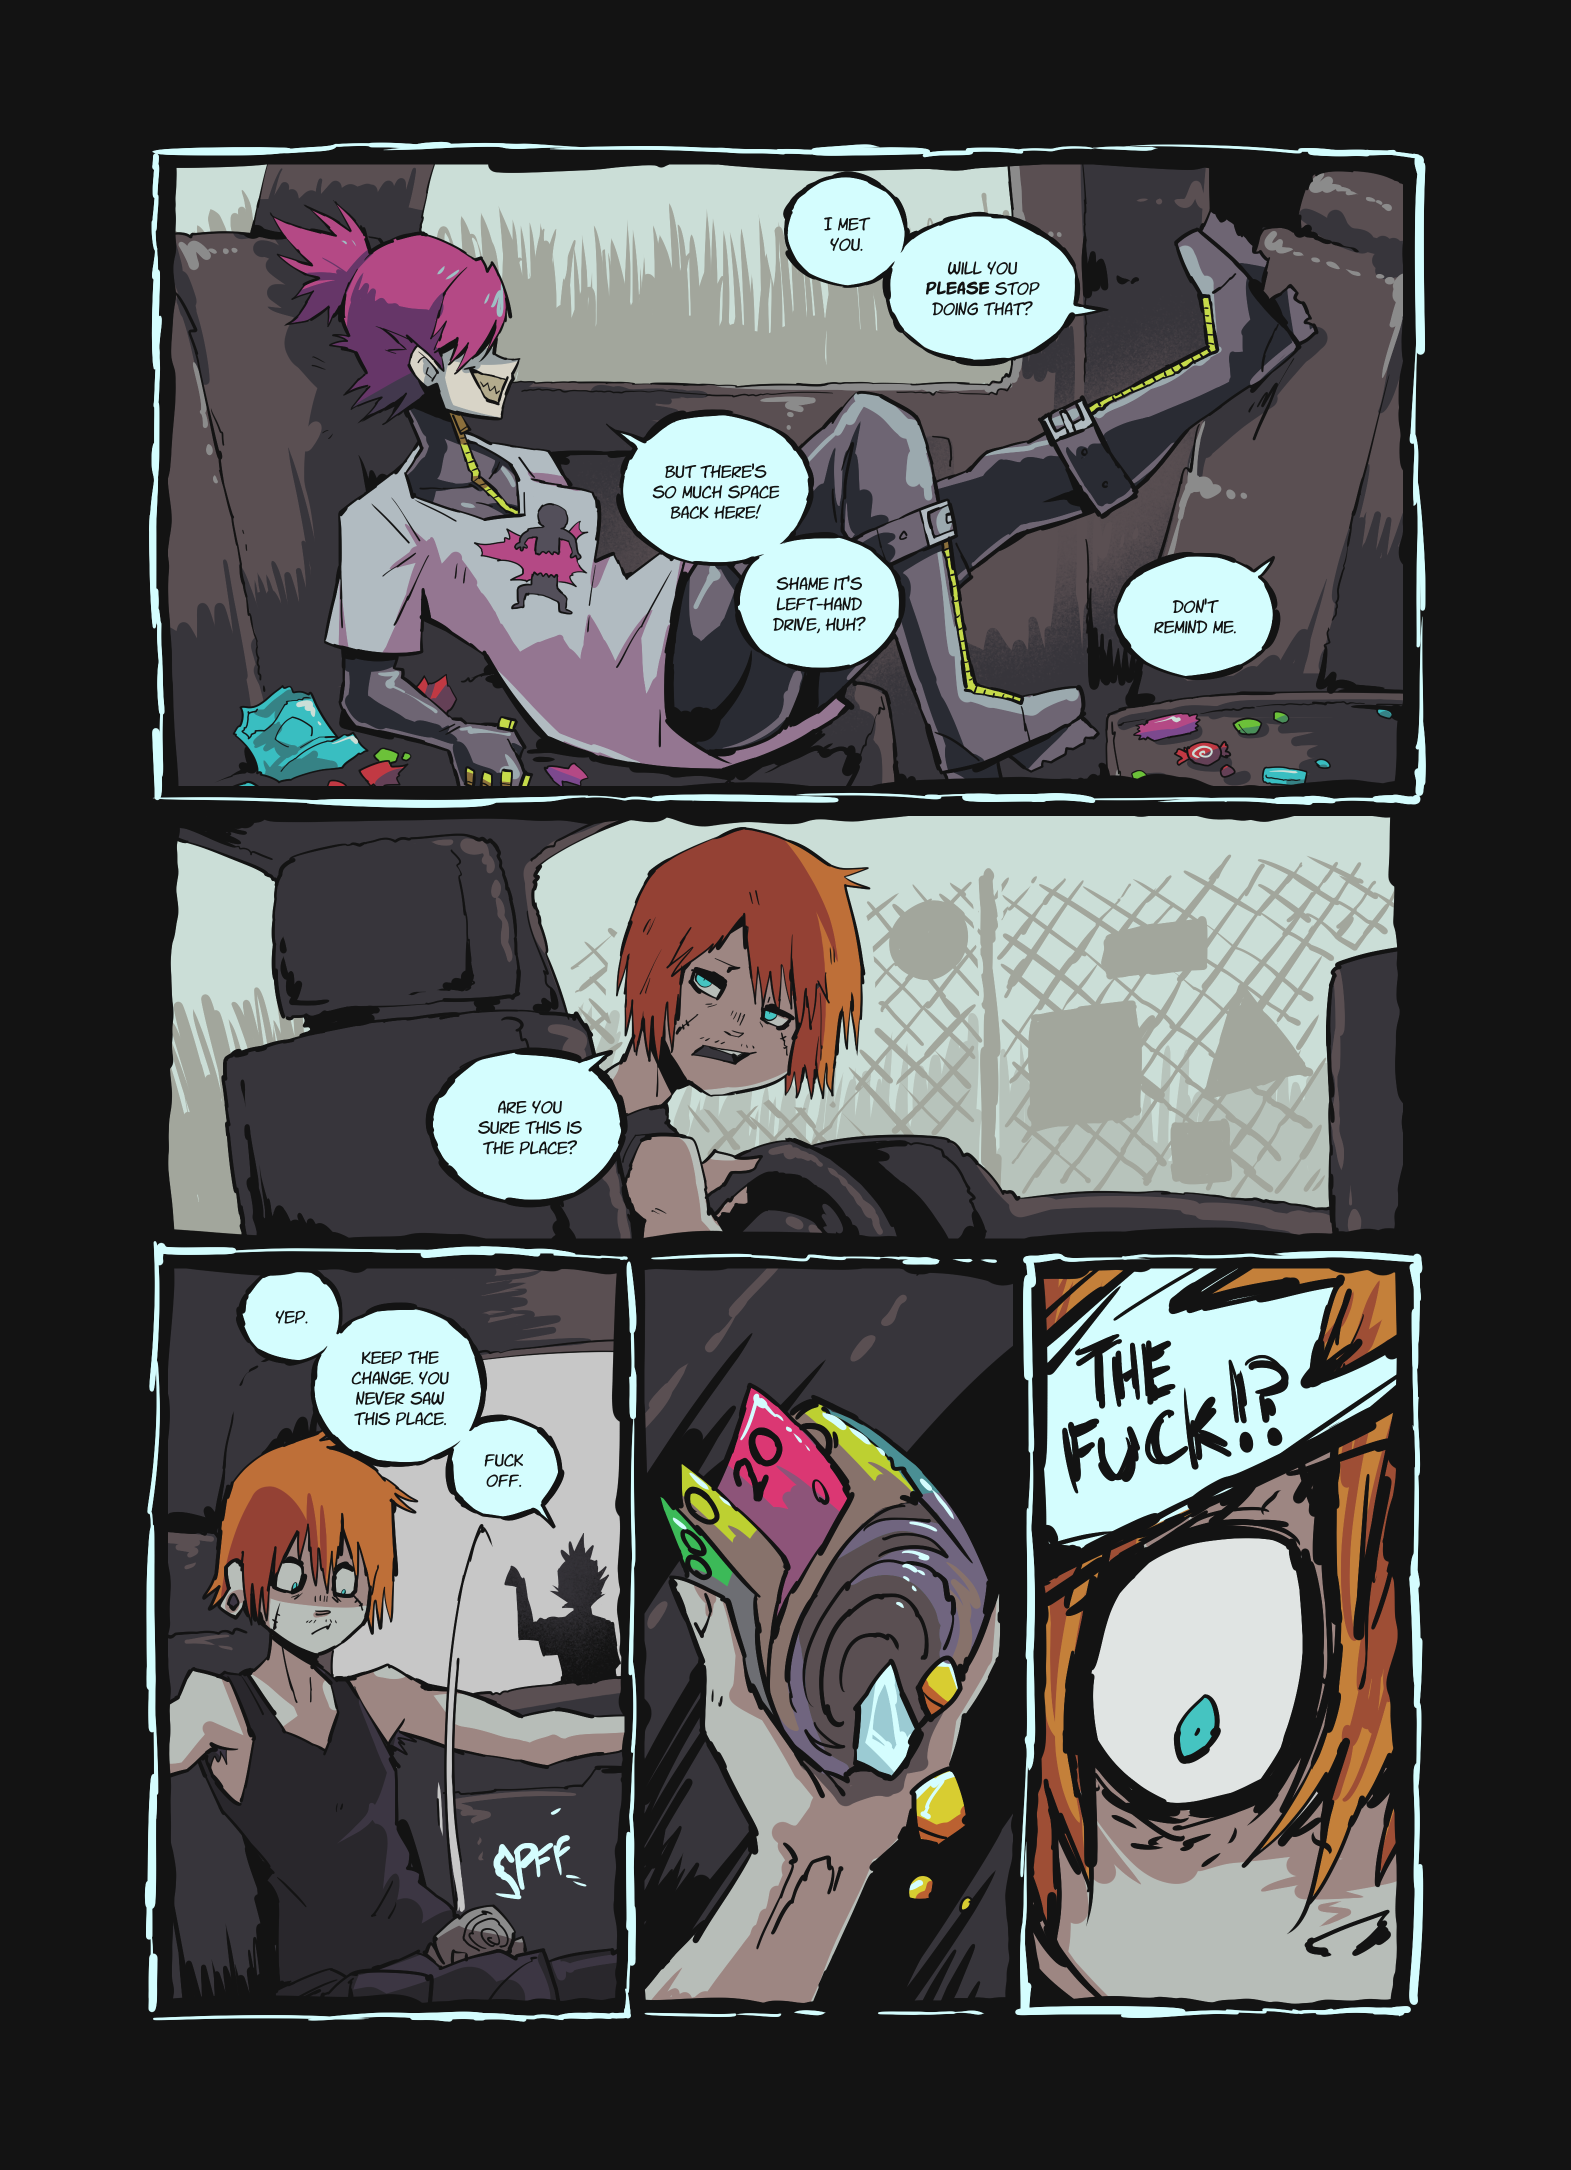 I MET
YOU.
WILL YOU
PLEASE STOP
DOING THAT?
BUT THERE'S
SO MUCH SPACE
BACK HERE!
SHAME IT'S
LEFT-HAND
DRIVE, HUH?
DON'T
REMIND ME.
ARE YOU
SURE THIS IS
THE PLACE?
YEP.
KEEP THE
CHANGE. YOU
NEVER SAW
THIS PLACE.
FUCK
OFF.
SPFF
20
THE
FUCK!?